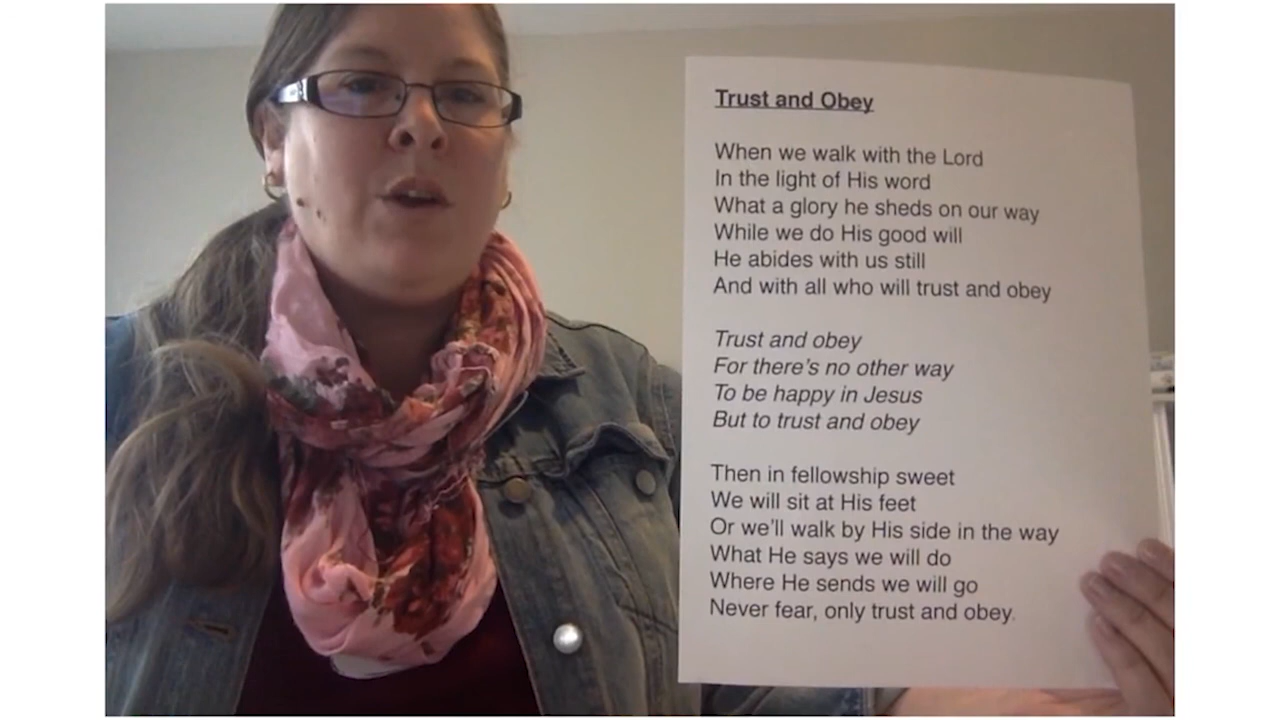 Trust and Obey
When we walk with the Lord
In the light of His word
What a glory he sheds on our way
While we do His good will
He abides with us still
And with all who will trust and obey
Trust and obey
For there's no other way
To be happy in Jesus
But to trust and obey
Then in fellowship sweet
We will sit at His feet
Or we'll walk by His side in the way
What He says we will do
Where He sends we will go
Never fear, only trust and obey.